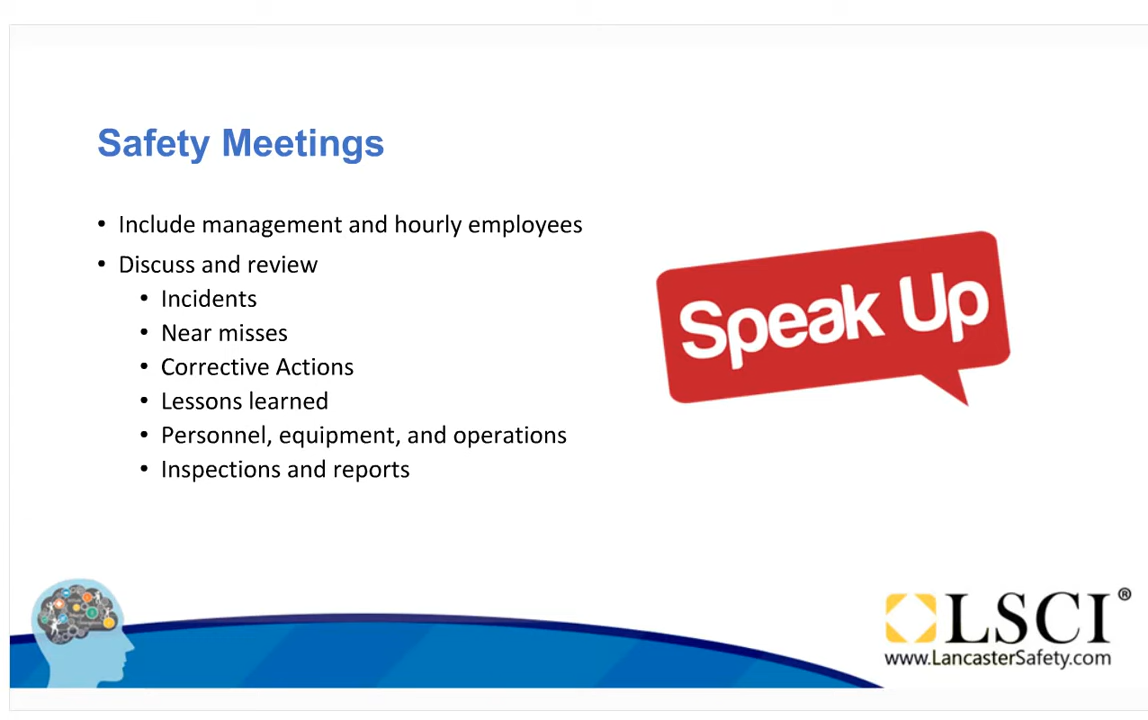 Safety Meetings
• Include management and hourly employees
• Discuss and review
• Incidents
• Near misses
• Corrective Actions
• Lessons learned
• Personnel, equipment, and operations
• Inspections and reports
Speak Up
LSCI®
www.LancasterSafety.com